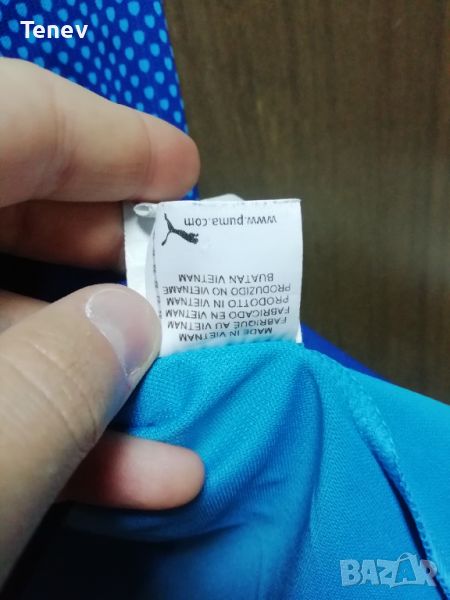 Tenev
MADE IN VIETNAM
FABRIQUE AU VIETNAM
FABRICADO EN VIETNAM
PRODOTTO IN VIETNAM
PRODUZIDO NO VIETNAME
BUATAN VIETNAM
www.puma.com
BAZAR